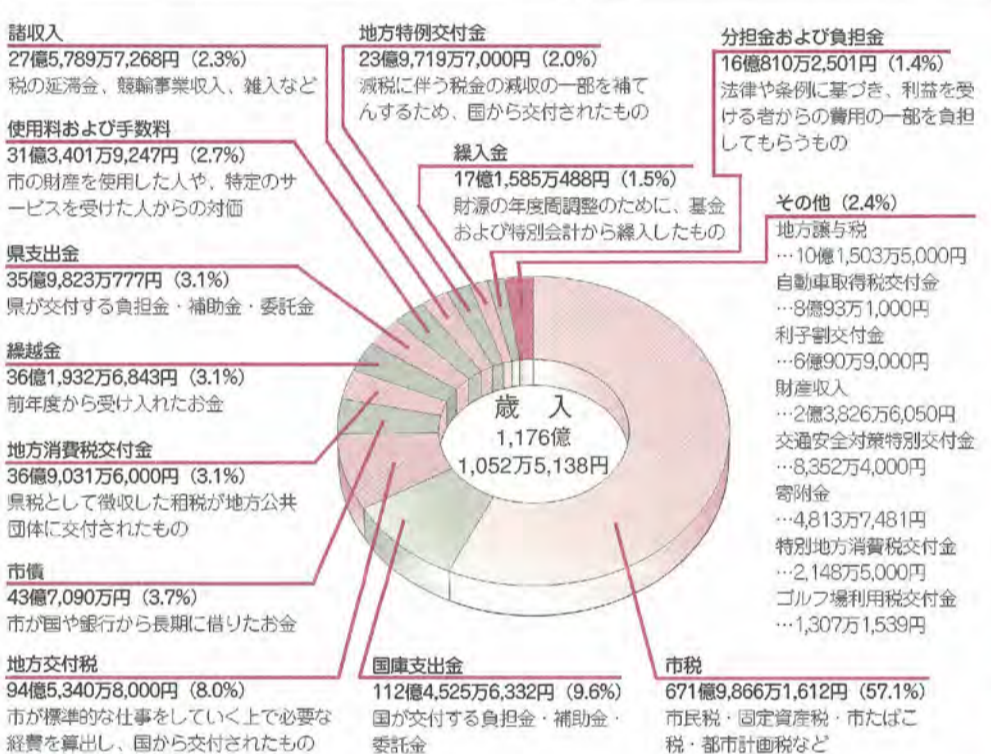 諸収入
27億5,789万7,268円（2.3%）
税の延滞金、競輪事業収入、雑入など
使用料および手数料
31億3,401万9,247円（2.7%）
市の財産を使用した人や、特定のサ
ービスを受けた人からの対価
県支出金
35億9,823万777円（3.1%）
県が交付する負担金・補助金・委託金
繰越金
36億1,932万6,843円（3.1%）
前年度から受け入れたお金
地方消費税交付金
36億9,031万6,000円（3.1%）
県税として徴収した租税が地方公共
団体に交付されたもの
市債
43億7,090万円（3.7%）
市が国や銀行から長期に借りたお金
地方交付税
94億5,340万8,000円（8.0%）
市が標準的な仕事をしていく上で必要な
経費を算出し、国から交付されたもの
地方特例交付金
23億9,719万7,000円（2.0%）
減税に伴う税金の減収の一部を補て
んするため、国から交付されたもの
繰入金
17億1,585万488円（1.5%）
財源の年度間調整のために、基金
および特別会計から繰入したもの
分担金および負担金
16億810万2,501円（1.4%）
法律や条例に基づき、利益を受
ける者からの費用の一部を負担
してもらうもの
その他（2.4%）
地方譲与税
…10億1,503万5,000円
自動車取得税交付金
…8億93万1,000円
利子割交付金
…6億90万9,000円
財産収入
…2億3,826万6,050円
交通安全対策特別交付金
…8,352万4,000円
寄附金
…4,813万7,481円
特別地方消費税交付金
…2,148万5,000円
ゴルフ場利用税交付金
…1,307万1,539円
歳　入
1,176億
1,052万5,138円
国庫支出金
112億4,525万6,332円（9.6%）
国が交付する負担金・補助金・
委託金
市税
671億9,866万1,612円（57.1%）
市民税・固定資産税・市たばこ
税・都市計画税など